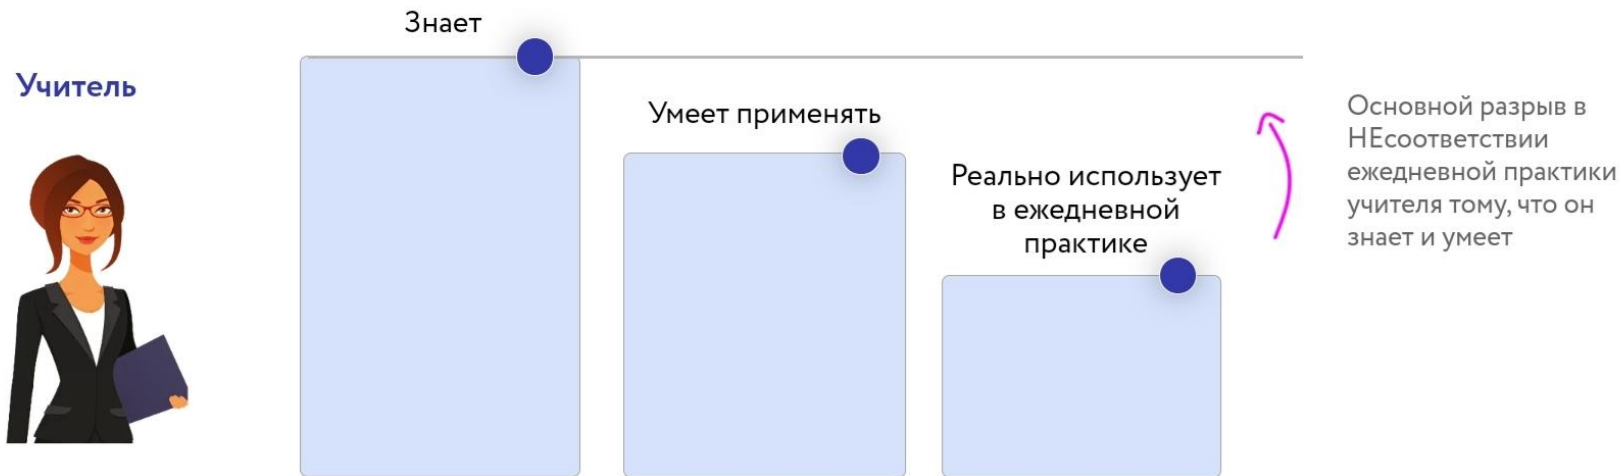 Знает
Учитель
Умеет применять
Реально использует
в ежедневной
практике
Основной разрыв в
НЕсоответствии
ежедневной практики
учителя тому, что он
знает и умеет